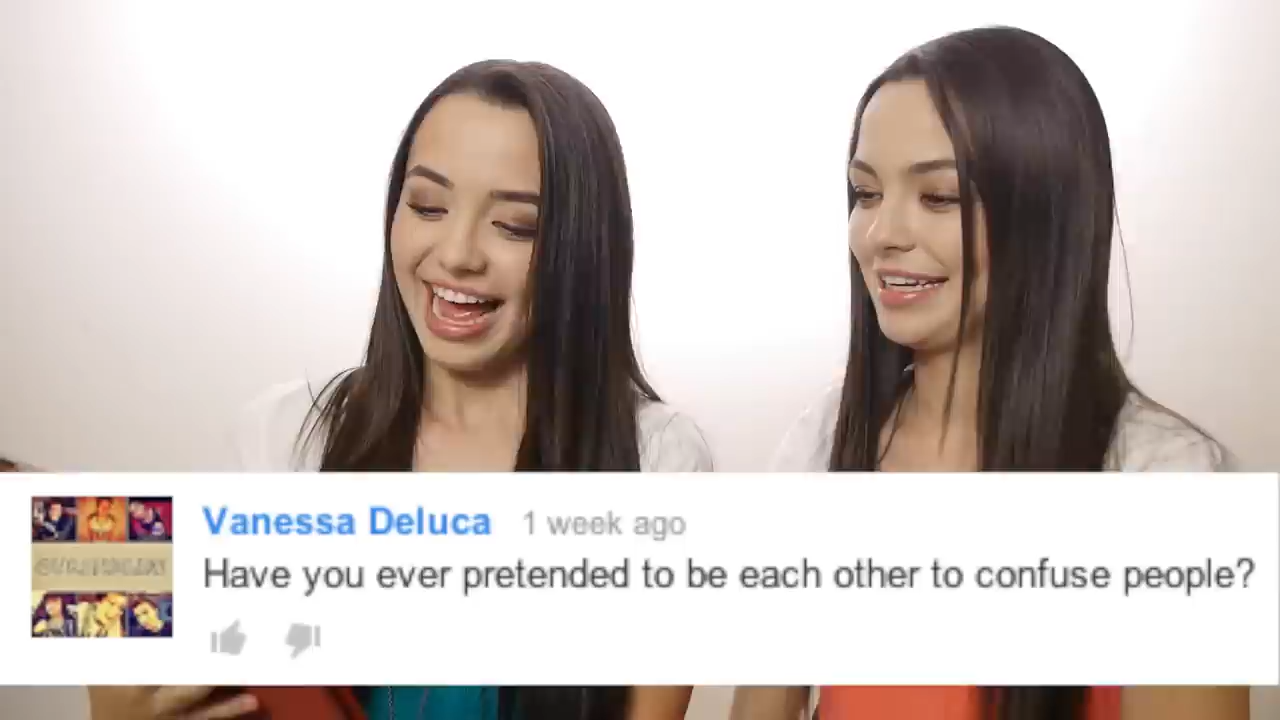 Vanessa Deluca 1 week ago
Have you ever pretended to be each other to confuse people?